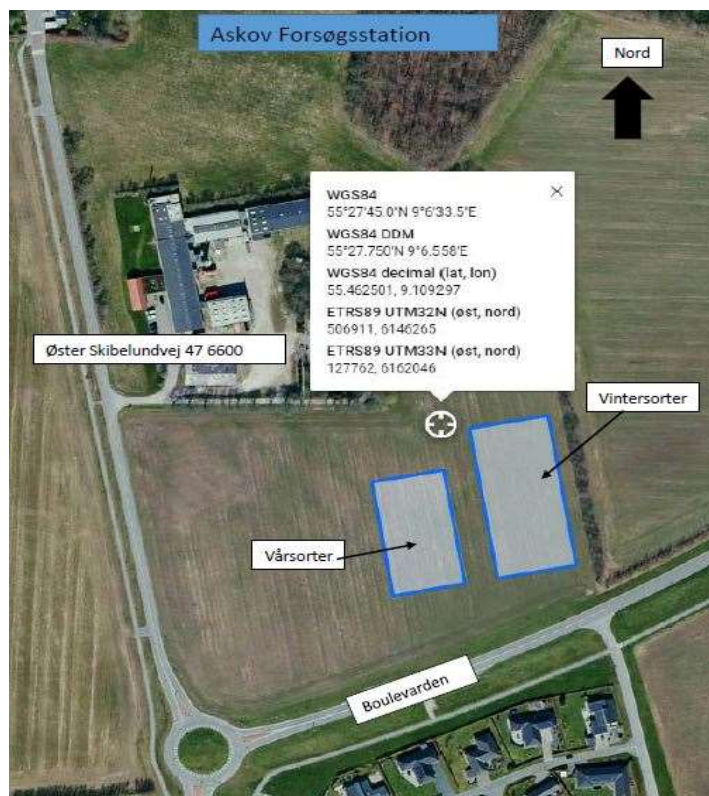 Askov Forsøgsstation
Nord
WGS84
55°27'45.0"N 9°6'33.5"E
WGS84 DDM
55°27.750'N 9°6.558'E
WGS84 decimal (lat, lon)
55.462501, 9.109297
ETRS89 UTM32N (øst, nord)
506911, 6146265
ETRS89 UTM33N (øst, nord)
127762, 6162046
Øster Skibelundvej 47 6600
Vintersorter
Vårsorter
Boulevarden